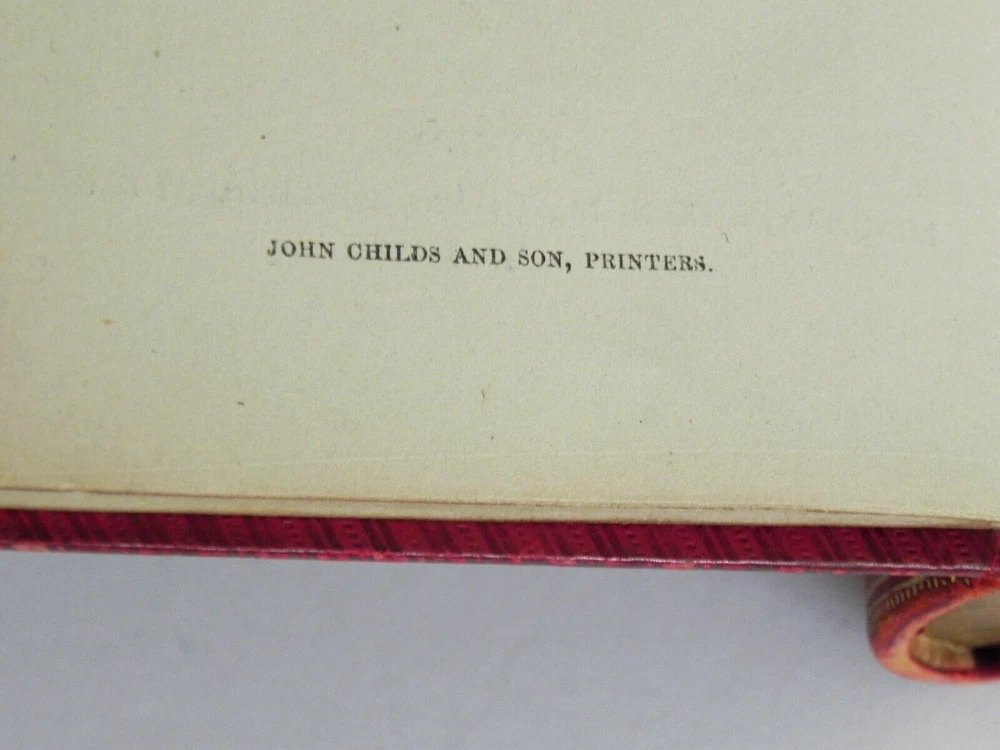 JOHN CHILDS AND SON, PRINTERS.